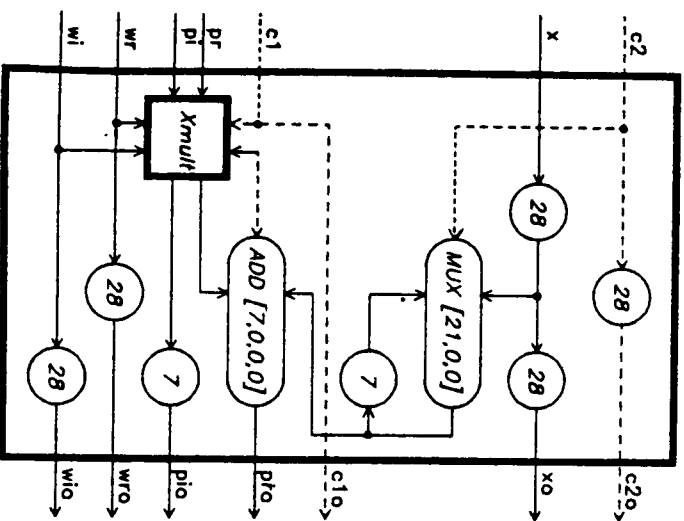 c2
28
c2o
x
28
28
xo
MUX [21,0,0]
7
c1o
c1
ADD [7,0,0,0]
pro
pr
pi
Xmult
7
pio
wr
28
wro
wi
28
wio